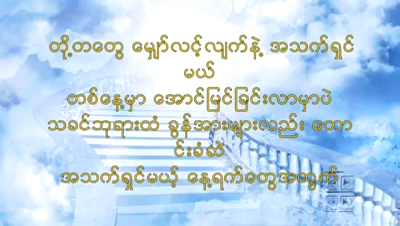 တို့တတွေ မျှော်လင့်လျက်နဲ့ အသက်ရှင်
မယ်
တစ်နေ့မှာ အောင်မြင်ခြင်းလာမှာပဲ
သခင်ဘုရားထံ ခွန်အားများလည်း တော
င်းခံဆဲ
အသက်ရှင်မယ့် နေ့ရက်တွေအတွက်